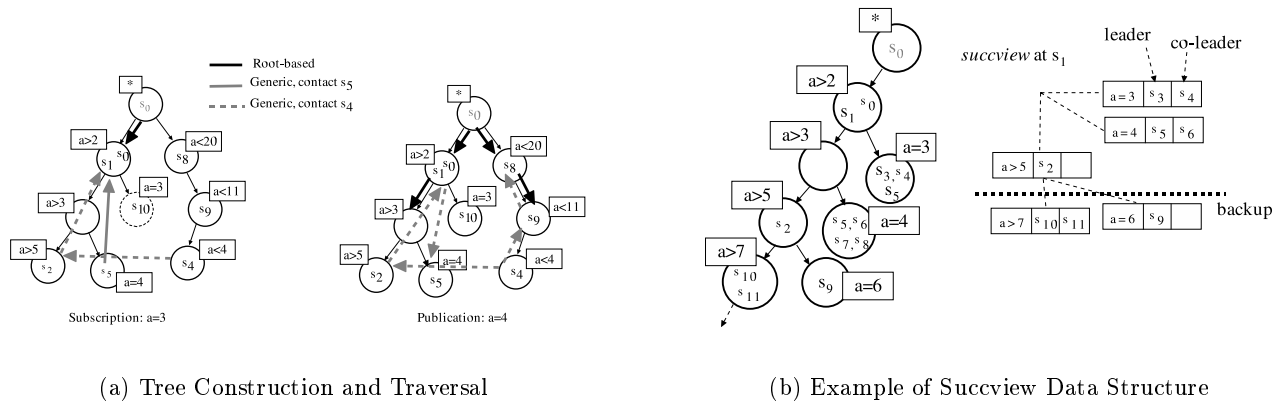 Root-based
Generic, contact s5
Generic, contact s4
*
s0
a>2
s0
s1
a<20
s8
a=3
s10
a>3
a<11
s9
a>5
s2
s5
a=4
a<4
s4
Subscription: a=3
*
s0
a>2
s0
s1
a<20
s8
a=3
s10
a>3
a<11
s9
a>5
s2
a=4
s5
a<4
s4
Publication: a=4
(a) Tree Construction and Traversal
*
s0
a>2
s0
s1
a>3
a=3
s3,s4
s5
a>5
s2
s5,s6
s7,s8
a=4
a>7
s10
s11
s9
a=6
succview at s1
leader
co-leader
a=3 s3 s4
a=4 s5 s6
a>5 s2
backup
a>7 s10 s11
a=6 s9
(b) Example of Succview Data Structure